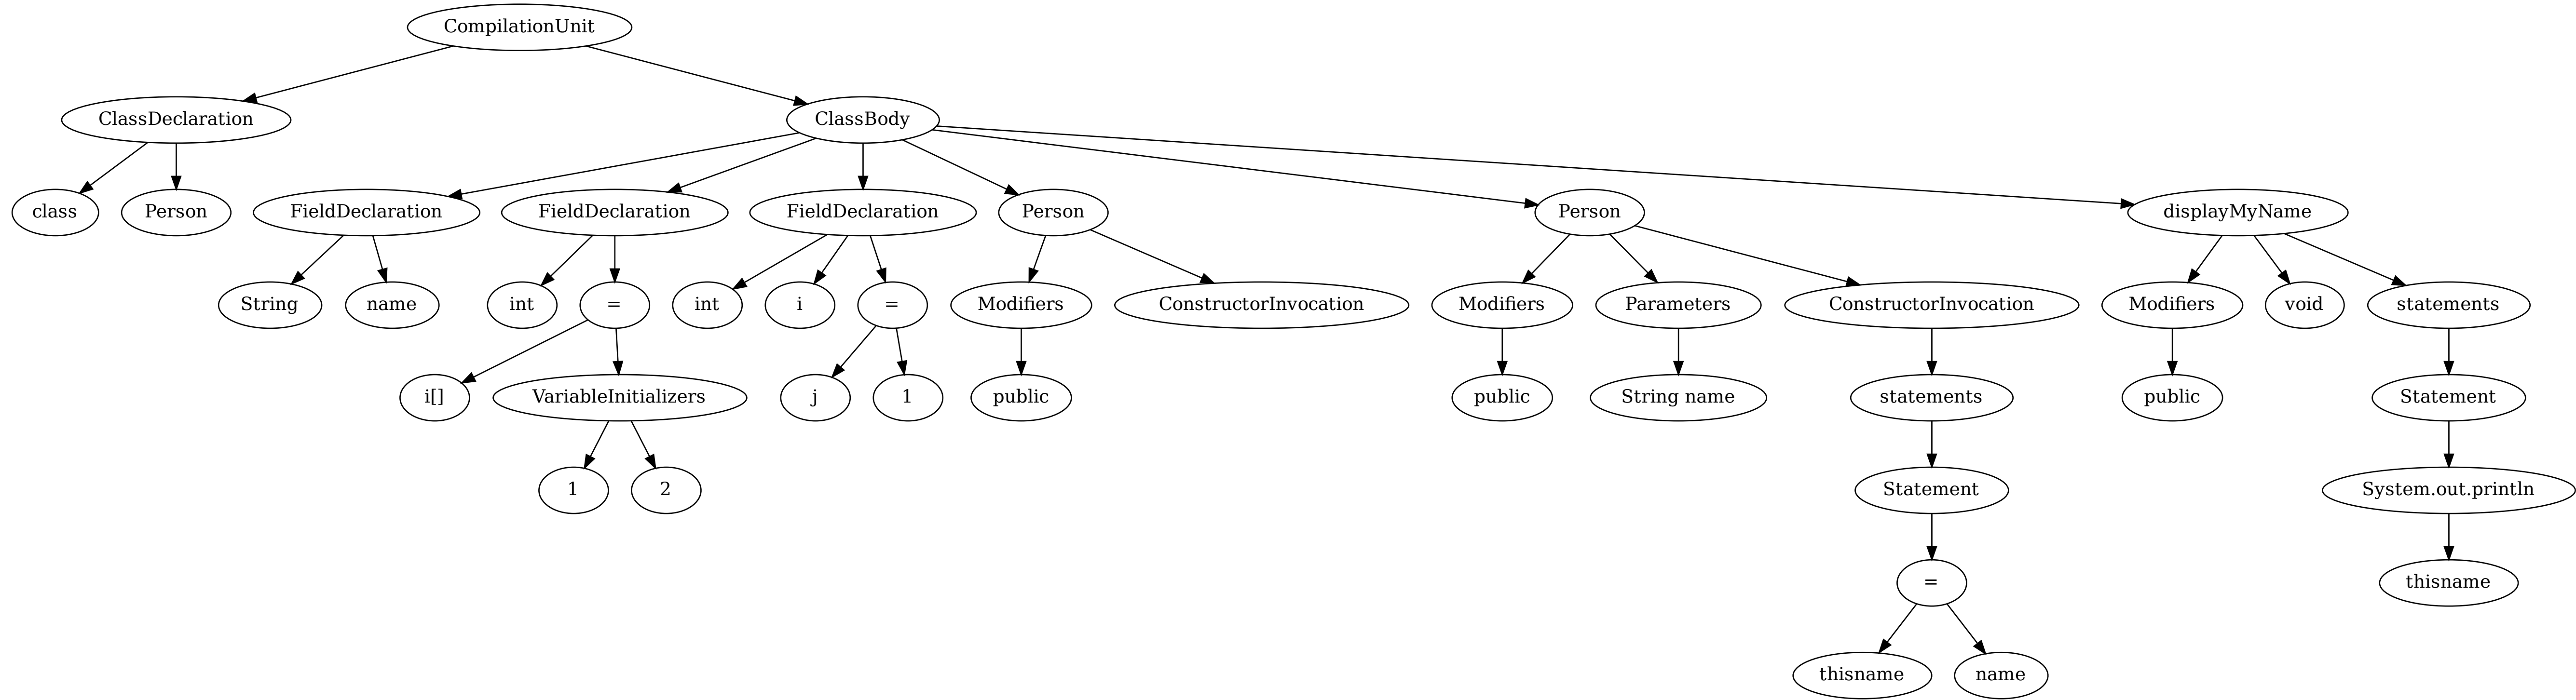 CompilationUnit
ClassDeclaration
ClassBody
class
Person
FieldDeclaration
FieldDeclaration
FieldDeclaration
Person
Person
displayMyName
String
name
int
=
int
i
=
Modifiers
ConstructorInvocation
Modifiers
Parameters
ConstructorInvocation
Modifiers
void
statements
i[]
VariableInitializers
j
1
public
public
String name
statements
public
Statement
1
2
Statement
System.out.println
=
thisname
thisname
name